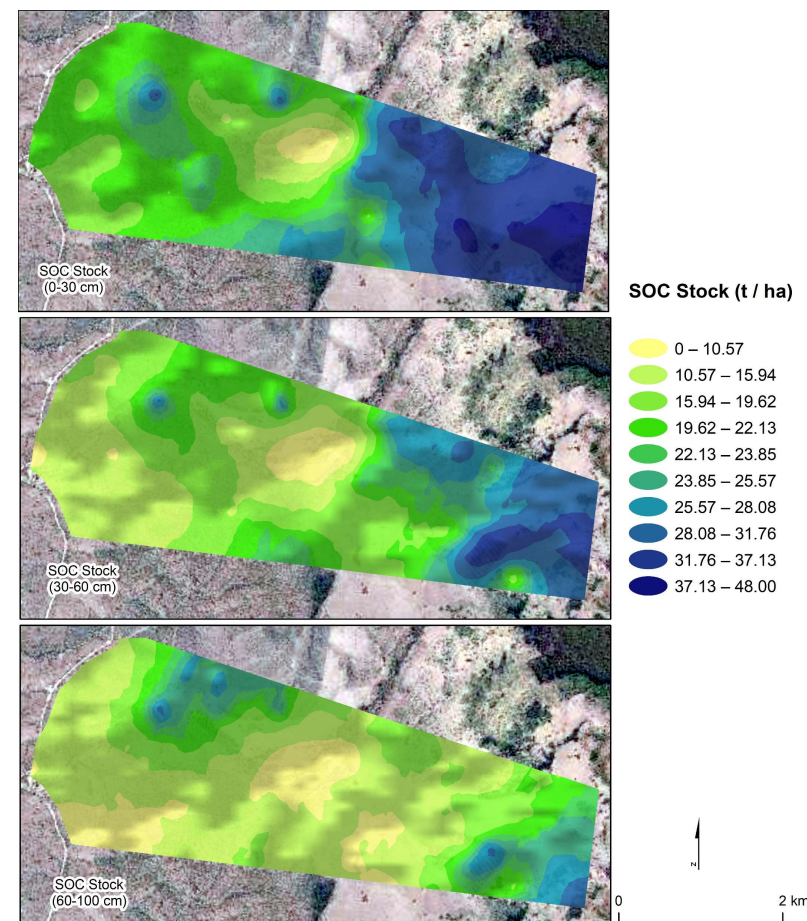 SOC Stock
(0-30 cm)
SOC Stock (t / ha)
0 – 10.57
10.57 – 15.94
15.94 – 19.62
19.62 – 22.13
22.13 – 23.85
23.85 – 25.57
25.57 – 28.08
28.08 – 31.76
31.76 – 37.13
37.13 – 48.00
SOC Stock
(30-60 cm)
SOC Stock
(60-100 cm)
N
0 2 km